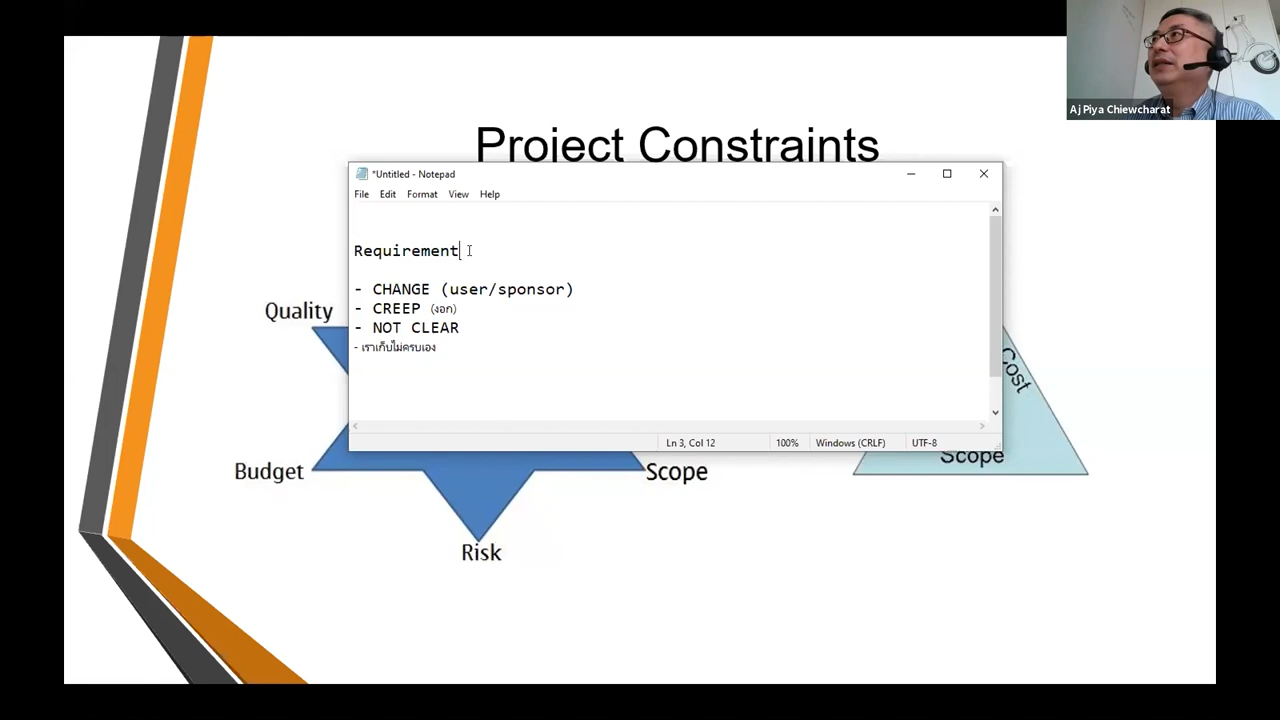 Aj Piya Chiewcharat
Project Constraints
*Untitled - Notepad
File Edit Format View Help
Requirement
- CHANGE (user/sponsor)
- CREEP (งอก)
- NOT CLEAR
- เราเก็บไม่ครบเอง
Ln 3, Col 12 100% Windows (CRLF) UTF-8
Quality
Budget
Scope
Risk
Cost
Scope